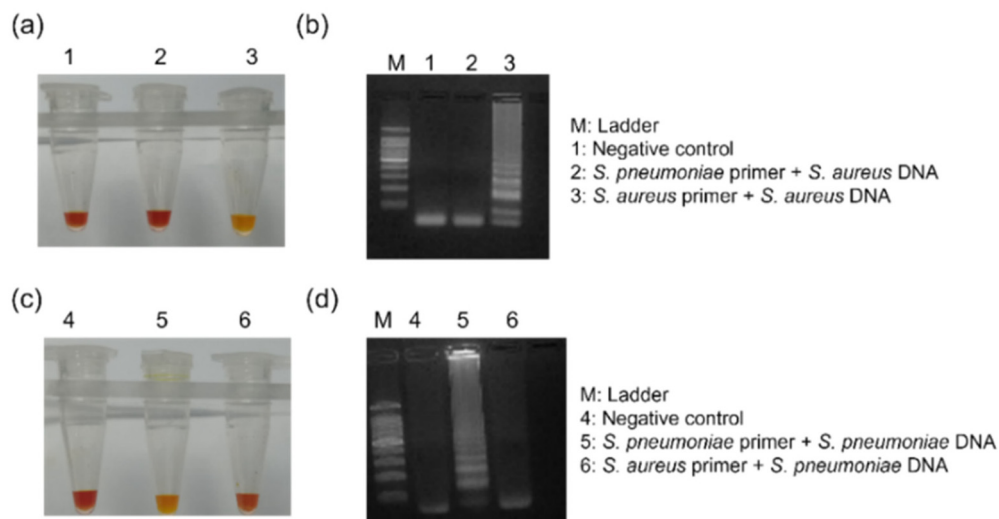 (a)
(b)
1 2 3
M 1 2 3
M: Ladder
1: Negative control
2: S. pneumoniae primer + S. aureus DNA
3: S. aureus primer + S. aureus DNA
(c)
(d)
4 5 6
M 4 5 6
M: Ladder
4: Negative control
5: S. pneumoniae primer + S. pneumoniae DNA
6: S. aureus primer + S. pneumoniae DNA